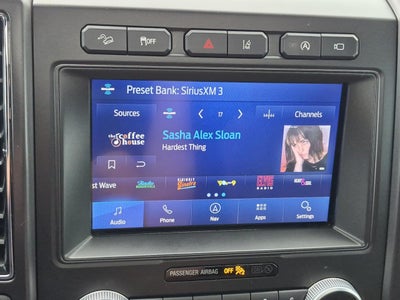 OFF
Preset Bank: SiriusXM 3
Sources
17
Channels
the coffee house
Sasha Alex Sloan
Hardest Thing
st Wave
Audio
Phone
Nav
Apps
Settings
PASSENGER AIRBAG OFF